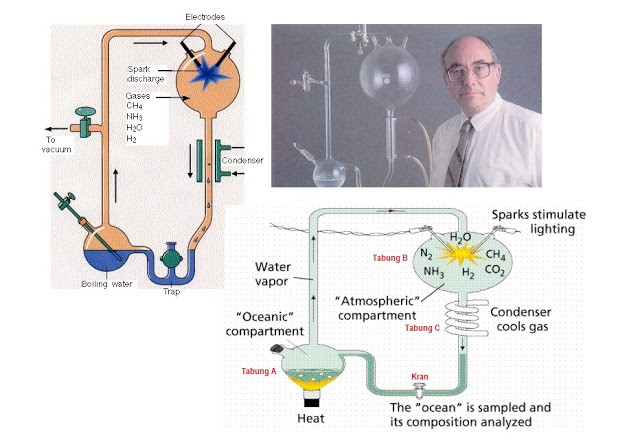 Electrodes
Spark
discharge
Gases
CH4
NH3
H2O
H2
To
vacuum
Condenser
Boiling water
Trap
Sparks stimulate
lighting
H2O
N2
CH4
NH3
H2
CO2
Tabung B
Water
vapor
"Atmospheric"
compartment
Tabung C
Condenser
cools gas
"Oceanic"
compartment
Tabung A
Kran
Heat
The "ocean" is sampled and
its composition analyzed